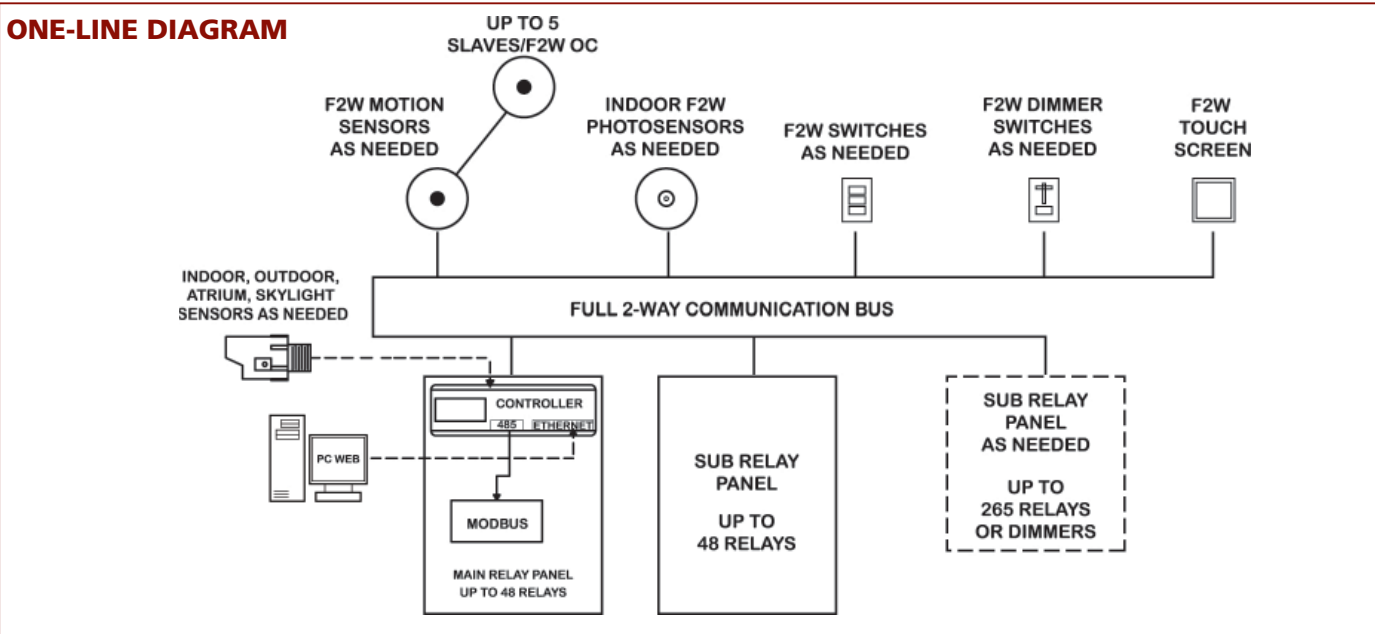 ONE-LINE DIAGRAM
UP TO 5
SLAVES/F2W OC
F2W MOTION
SENSORS
AS NEEDED
INDOOR F2W
PHOTOSENSORS
AS NEEDED
F2W SWITCHES
AS NEEDED
F2W DIMMER
SWITCHES
AS NEEDED
F2W
TOUCH
SCREEN
INDOOR, OUTDOOR,
ATRIUM, SKYLIGHT
SENSORS AS NEEDED
FULL 2-WAY COMMUNICATION BUS
CONTROLLER
485 ETHERNET
PC WEB
MODBUS
MAIN RELAY PANEL
UP TO 48 RELAYS
SUB RELAY
PANEL
UP TO
48 RELAYS
SUB RELAY
PANEL
AS NEEDED
UP TO
265 RELAYS
OR DIMMERS